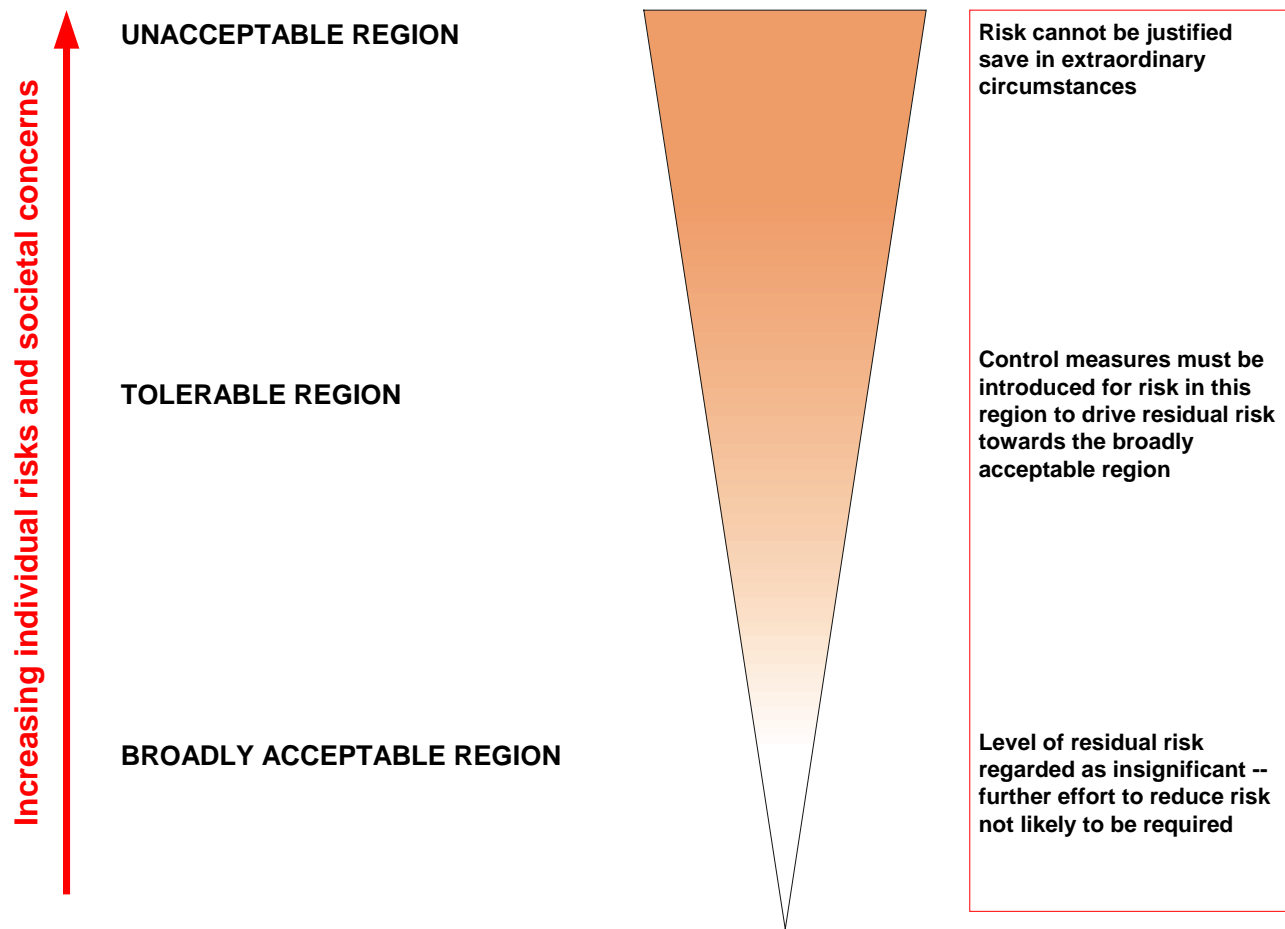 Increasing individual risks and societal concerns
UNACCEPTABLE REGION
Risk cannot be justified
save in extraordinary
circumstances
TOLERABLE REGION
Control measures must be
introduced for risk in this
region to drive residual risk
towards the broadly
acceptable region
BROADLY ACCEPTABLE REGION
Level of residual risk
regarded as insignificant --
further effort to reduce risk
not likely to be required